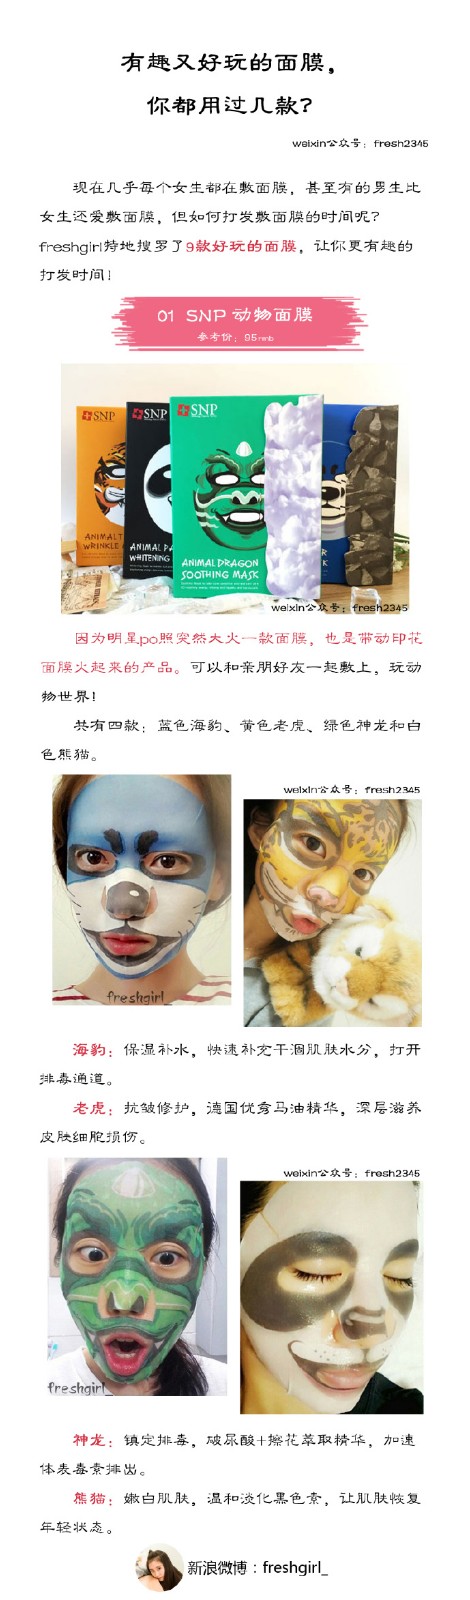 有趣又好玩的面膜，
你都用过几款？
weixin公众号：fresh2345
现在几乎每个女生都在敷面膜，甚至有的男生比
女生还爱敷面膜，但如何打发敷面膜的时间呢？
freshgirl特地搜罗了9款好玩的面膜，让你更有趣的
打发时间！
01 SNP 动物面膜
参考价：95rmb
SNP
SNP
SNP
ANIMAL T
WRINKLE
ANIMAL PA
WHITENING
ANIMAL DRAGON
SOOTHING MASK
weixin公众号：fresh2345
因为明星po照突然大火一款面膜，也是带动印花
面膜火起来的产品。可以和亲朋好友一起敷上，玩动
物世界！
共有四款：蓝色海豹、黄色老虎、绿色神龙和白
色熊猫。
weixin公众号：fresh2345
freshgirl_
海豹：保湿补水，快速补充干涸肌肤水分，打开
排毒通道。
老虎：抗皱修护，德国优秀马油精华，深层滋养
皮肤细胞损伤。
weixin公众号：fresh2345
freshgirl_
神龙：镇定排毒，玻尿酸+擦花萃取精华，加速
体表毒素排出。
熊猫：嫩白肌肤，温和淡化黑色素，让肌肤恢复
年轻状态。
新浪微博：freshgirl_